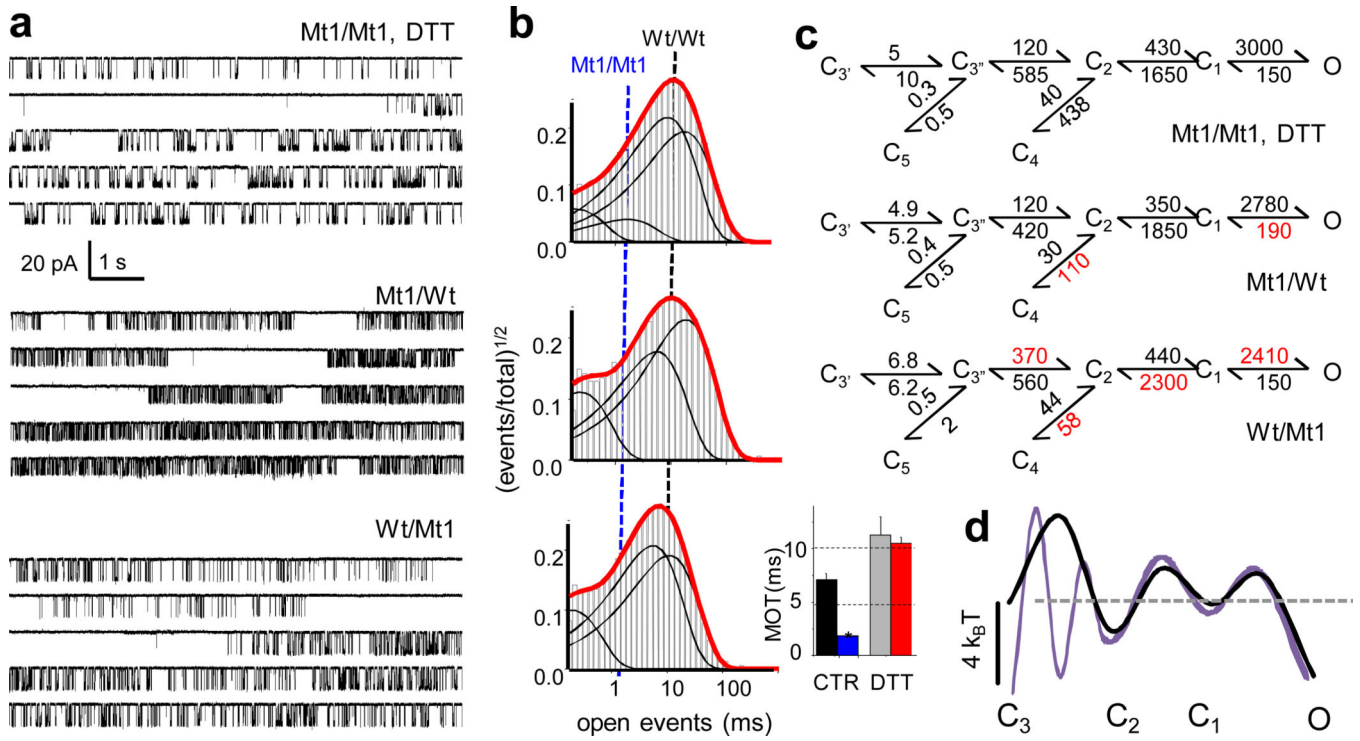 a
Mt1/Mt1, DTT
20 pA
1 s
Mt1/Wt
Wt/Mt1
b
Wt/Wt
Mt1/Mt1
0.2
0.1
0.0
0.2
0.1
0.0
0.2
0.1
0.0
(events/total)1/2
1 10 100
open events (ms)
MOT(ms)
10
5
0
CTR DTT
c
C3' 5 10 C3" 120 585 C2 430 1650 C1 3000 150 O
0.3 0.5 40 438
C5 C4
Mt1/Mt1, DTT
C3' 4.9 5.2 C3" 120 420 C2 350 1850 C1 2780 190 O
0.4 0.5 30 110
C5 C4
Mt1/Wt
C3' 6.8 6.2 C3" 370 560 C2 440 2300 C1 2410 150 O
0.5 2 44 58
C5 C4
Wt/Mt1
d
4 kBT
C3 C2 C1 O